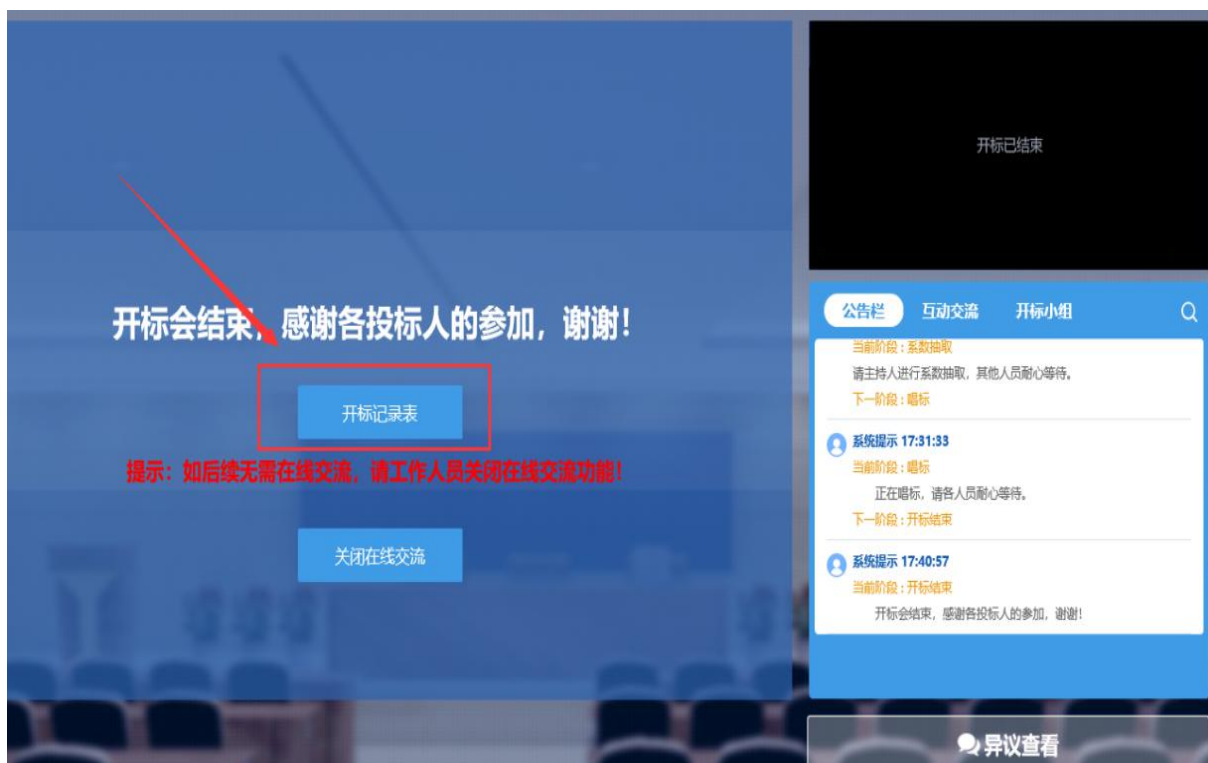 开标会结束，感谢各投标人的参加，谢谢！
开标记录表
提示：如后续无需在线交流，请工作人员关闭在线交流功能！
关闭在线交流
开标已结束
公告栏 互动交流 开标小组
当前阶段：系数抽取
请主持人进行系数抽取，其他人员耐心等待。
下一阶段：唱标
系统提示 17:31:33
当前阶段：唱标
正在唱标，请各人员耐心等待。
下一阶段：开标结束
系统提示 17:40:57
当前阶段：开标结束
开标会结束，感谢各投标人的参加，谢谢！
异议查看